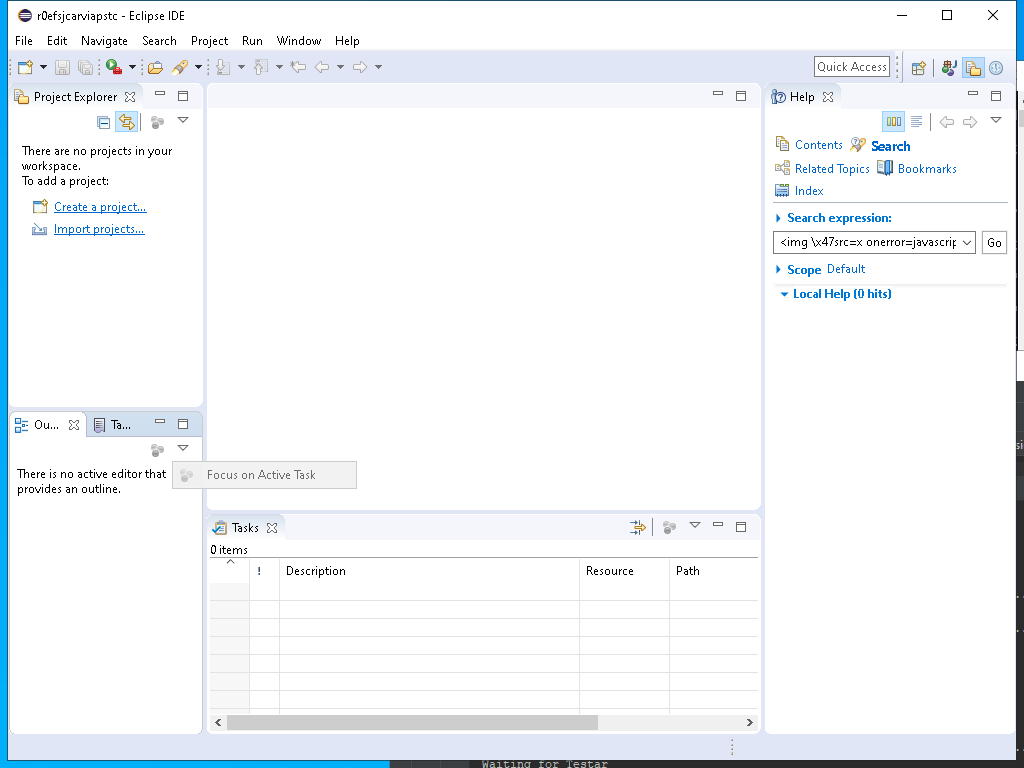 r0efsjcarviapstc - Eclipse IDE
File Edit Navigate Search Project Run Window Help
Quick Access
Project Explorer
There are no projects in your
workspace.
To add a project:
Create a project...
Import projects...
Ou...
Ta...
There is no active editor that
provides an outline.
Focus on Active Task
Tasks
0 items
! Description Resource Path
Help
Contents Search
Related Topics Bookmarks
Index
Search expression:
<img \x47src=x onerror=javascrip
Go
Scope Default
Local Help (0 hits)
Waiting for Testar